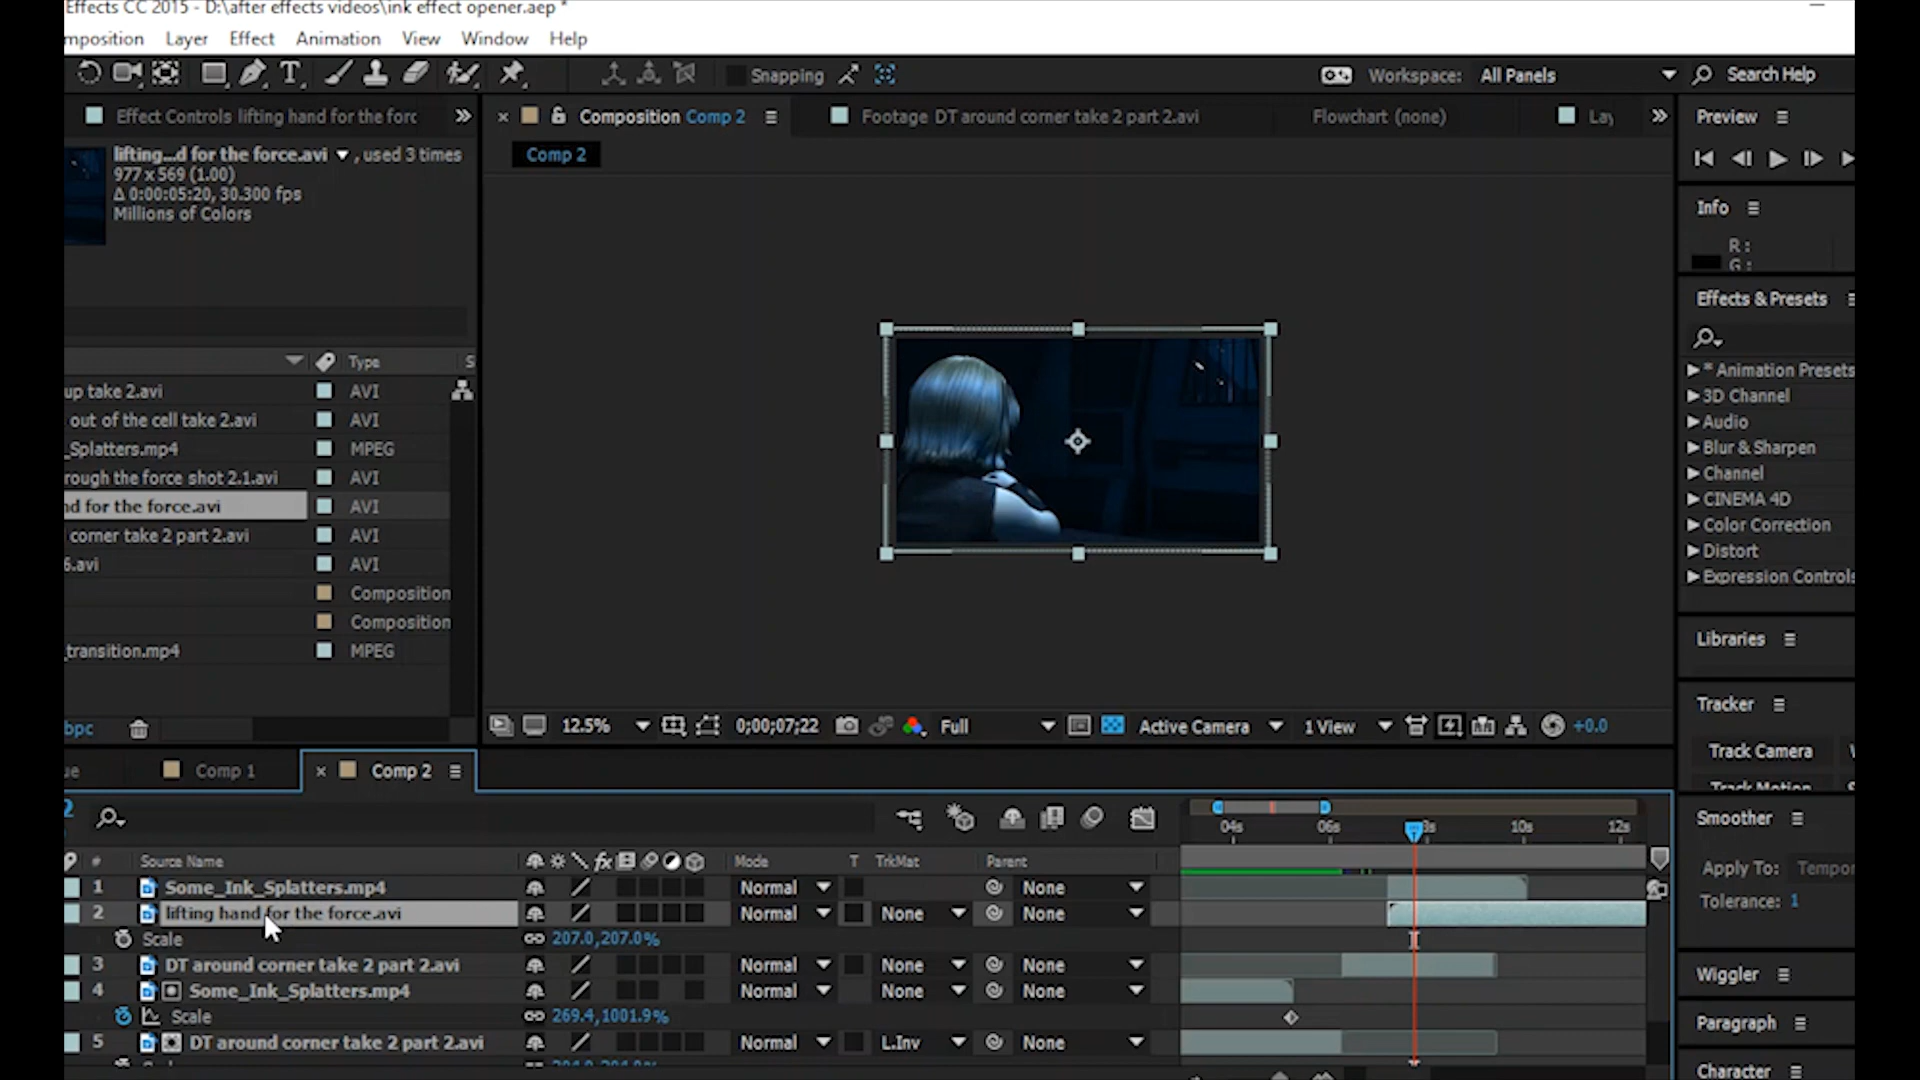 Effects CC 2015 - D:\after effects videos\ink effect opener.aep *
mposition Layer Effect Animation View Window Help
Snapping Workspace: All Panels Search Help
Effect Controls lifting hand for the forc
Composition Comp 2
Footage DT around corner take 2 part 2.avi
Flowchart (none)
Lay
Comp 2
lifting...d for the force.avi , used 3 times
977 x 569 (1.00)
Δ 0:00:05:20, 30.300 fps
Millions of Colors
Type S
up take 2.avi AVI
out of the cell take 2.avi AVI
_Splatters.mp4 MPEG
rough the force shot 2.1.avi AVI
nd for the force.avi AVI
corner take 2 part 2.avi AVI
6.avi AVI
Composition
Composition
_transition.mp4 MPEG
bpc
12.5% 0;00;07;22 Full Active Camera 1 View +0.0
Preview
Info
R :
G :
Effects & Presets
* Animation Presets
3D Channel
Audio
Blur & Sharpen
Channel
CINEMA 4D
Color Correction
Distort
Expression Controls
Libraries
Tracker
Track Camera
Track Motion
Smoother
Apply To: Tempor
Tolerance: 1
Wiggler
Paragraph
Character
ue Comp 1 Comp 2
04s 06s 8s 10s 12s
# Source Name fx Mode T TrkMat Parent
1 Some_Ink_Splatters.mp4 Normal None
2 lifting hand for the force.avi Normal None None
Scale 207.0,207.0%
3 DT around corner take 2 part 2.avi Normal None None
4 Some_Ink_Splatters.mp4 Normal None None
Scale 269.4,1001.9%
5 DT around corner take 2 part 2.avi Normal L.Inv None